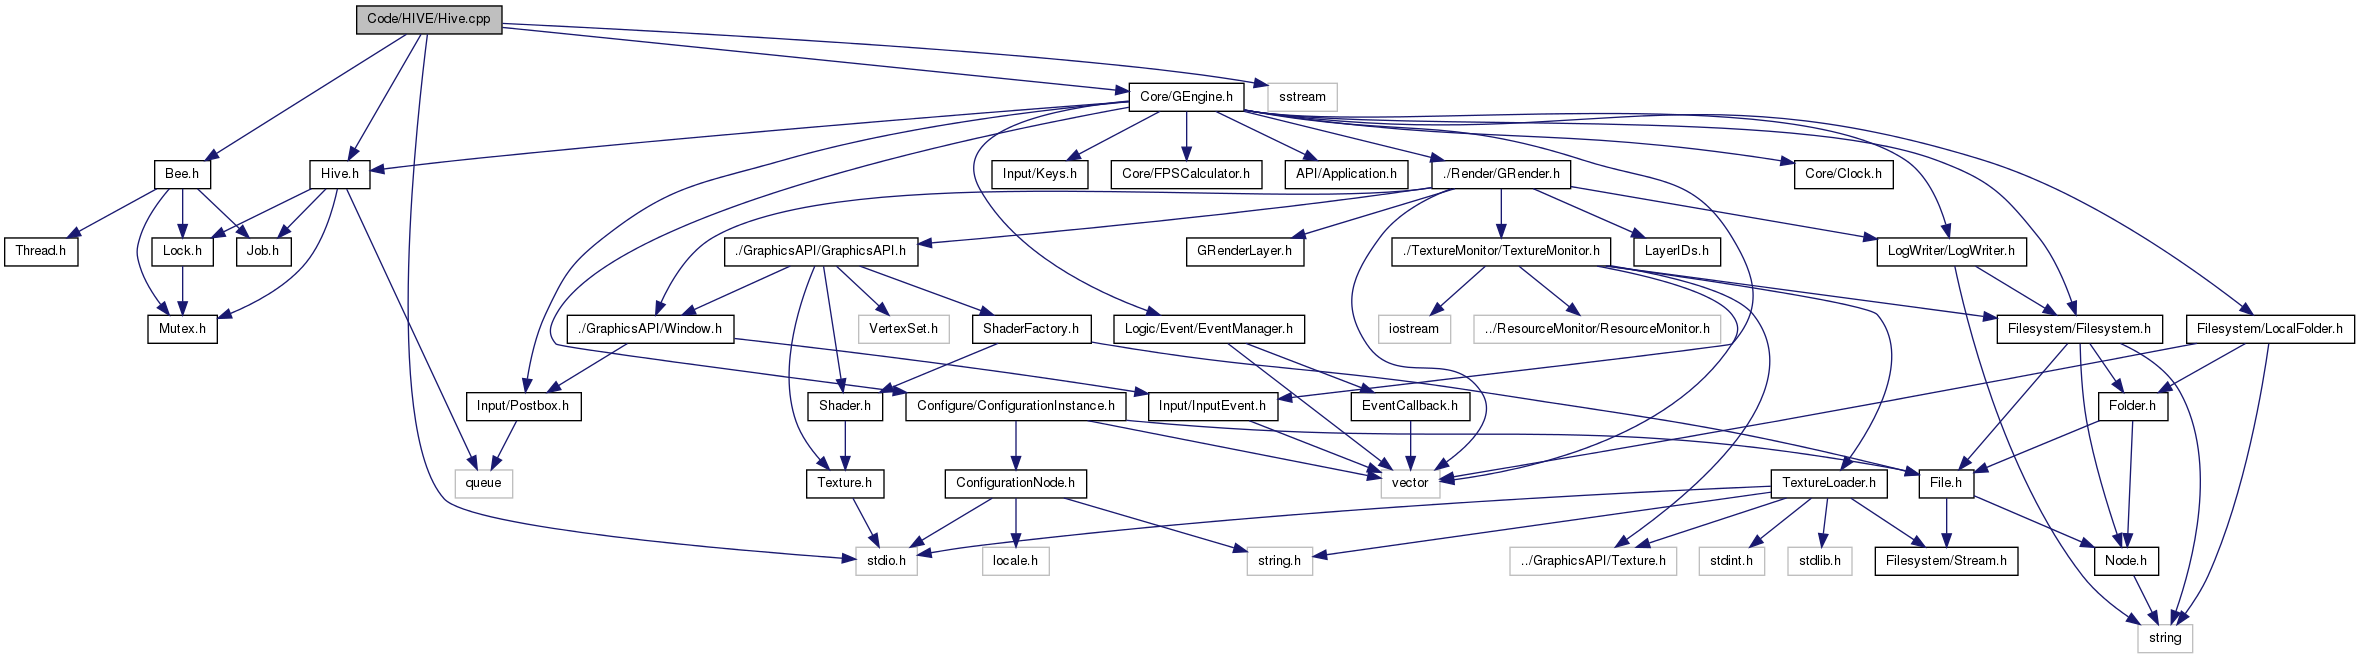 Code/HIVE/Hive.cpp
Core/GEngine.h
sstream
Bee.h
Hive.h
Input/Keys.h
Core/FPSCalculator.h
API/Application.h
./Render/GRender.h
Core/Clock.h
Thread.h
Lock.h
Job.h
./GraphicsAPI/GraphicsAPI.h
GRenderLayer.h
./TextureMonitor/TextureMonitor.h
LayerIDs.h
LogWriter/LogWriter.h
Mutex.h
./GraphicsAPI/Window.h
VertexSet.h
ShaderFactory.h
Logic/Event/EventManager.h
iostream
../ResourceMonitor/ResourceMonitor.h
Filesystem/Filesystem.h
Filesystem/LocalFolder.h
Input/Postbox.h
Shader.h
Configure/ConfigurationInstance.h
Input/InputEvent.h
EventCallback.h
Folder.h
queue
Texture.h
ConfigurationNode.h
vector
TextureLoader.h
File.h
stdio.h
locale.h
string.h
../GraphicsAPI/Texture.h
stdint.h
stdlib.h
Filesystem/Stream.h
Node.h
string